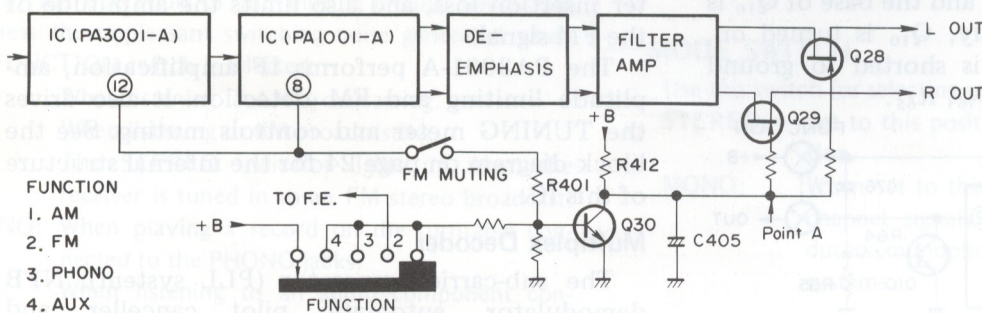 IC (PA3001-A)
IC (PA1001-A)
DE-
EMPHASIS
FILTER
AMP
L OUT
Q28
R OUT
12
8
+B
Q29
FM MUTING
R412
R401
FUNCTION
TO F.E.
1. AM
+B
4
3
2
Q30
C405
Point A
2. FM
3. PHONO
4. AUX
FUNCTION